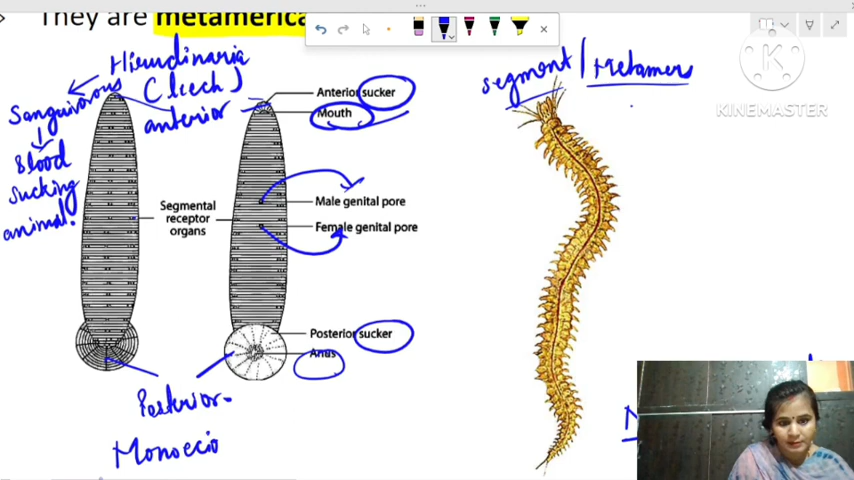 They are metamerica
Hirudinaria
(leech)
Sanguivorous
Blood
sucking
animal.
anterior
Anterior sucker
Mouth
Segmental
receptor
organs
Male genital pore
Female genital pore
Posterior sucker
Anus
Posterior-
Monoecio
segment / Metamers
KINEMASTER